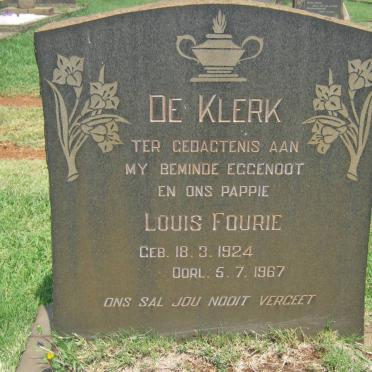 DE KLERK
TER GEDAGTENIS AAN
MY BEMINDE EGGENOOT
EN ONS PAPPIE
LOUIS FOURIE
GEB. 18.3.1924
OORL. 5.7.1967
ONS SAL JOU NOOIT VERGEET